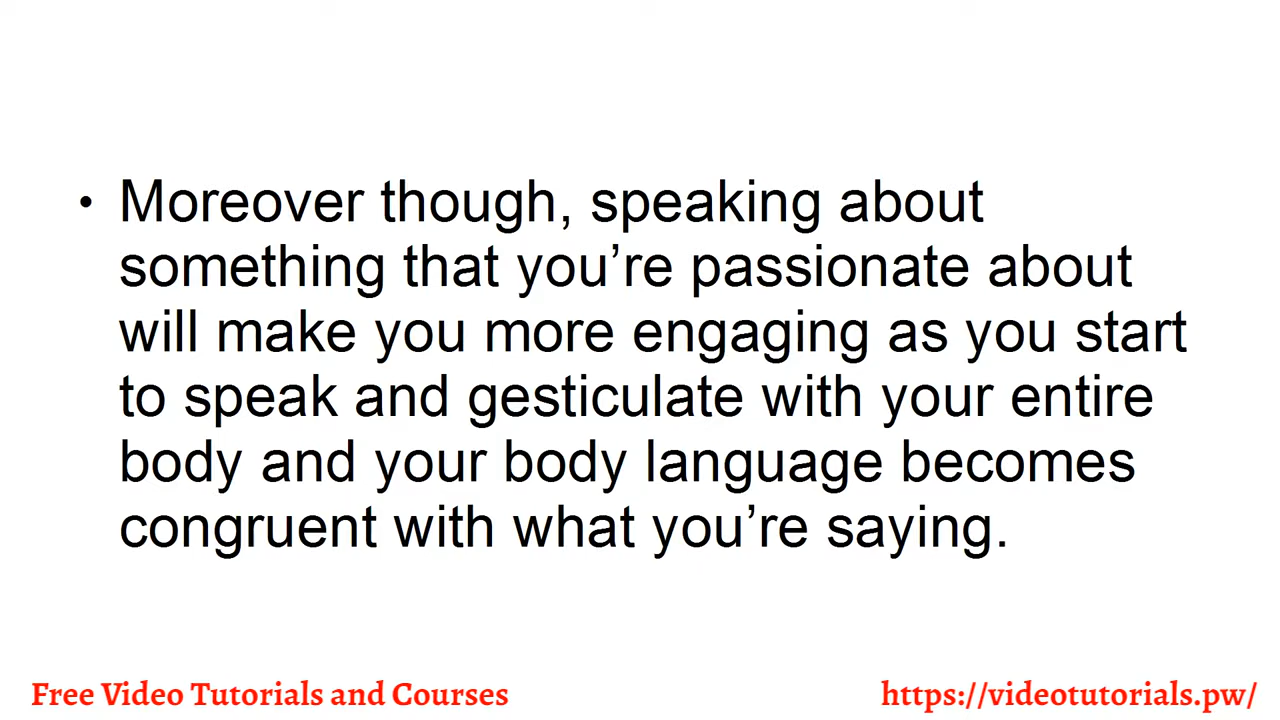 • Moreover though, speaking about
something that you’re passionate about
will make you more engaging as you start
to speak and gesticulate with your entire
body and your body language becomes
congruent with what you’re saying.
Free Video Tutorials and Courses
https://videotutorials.pw/